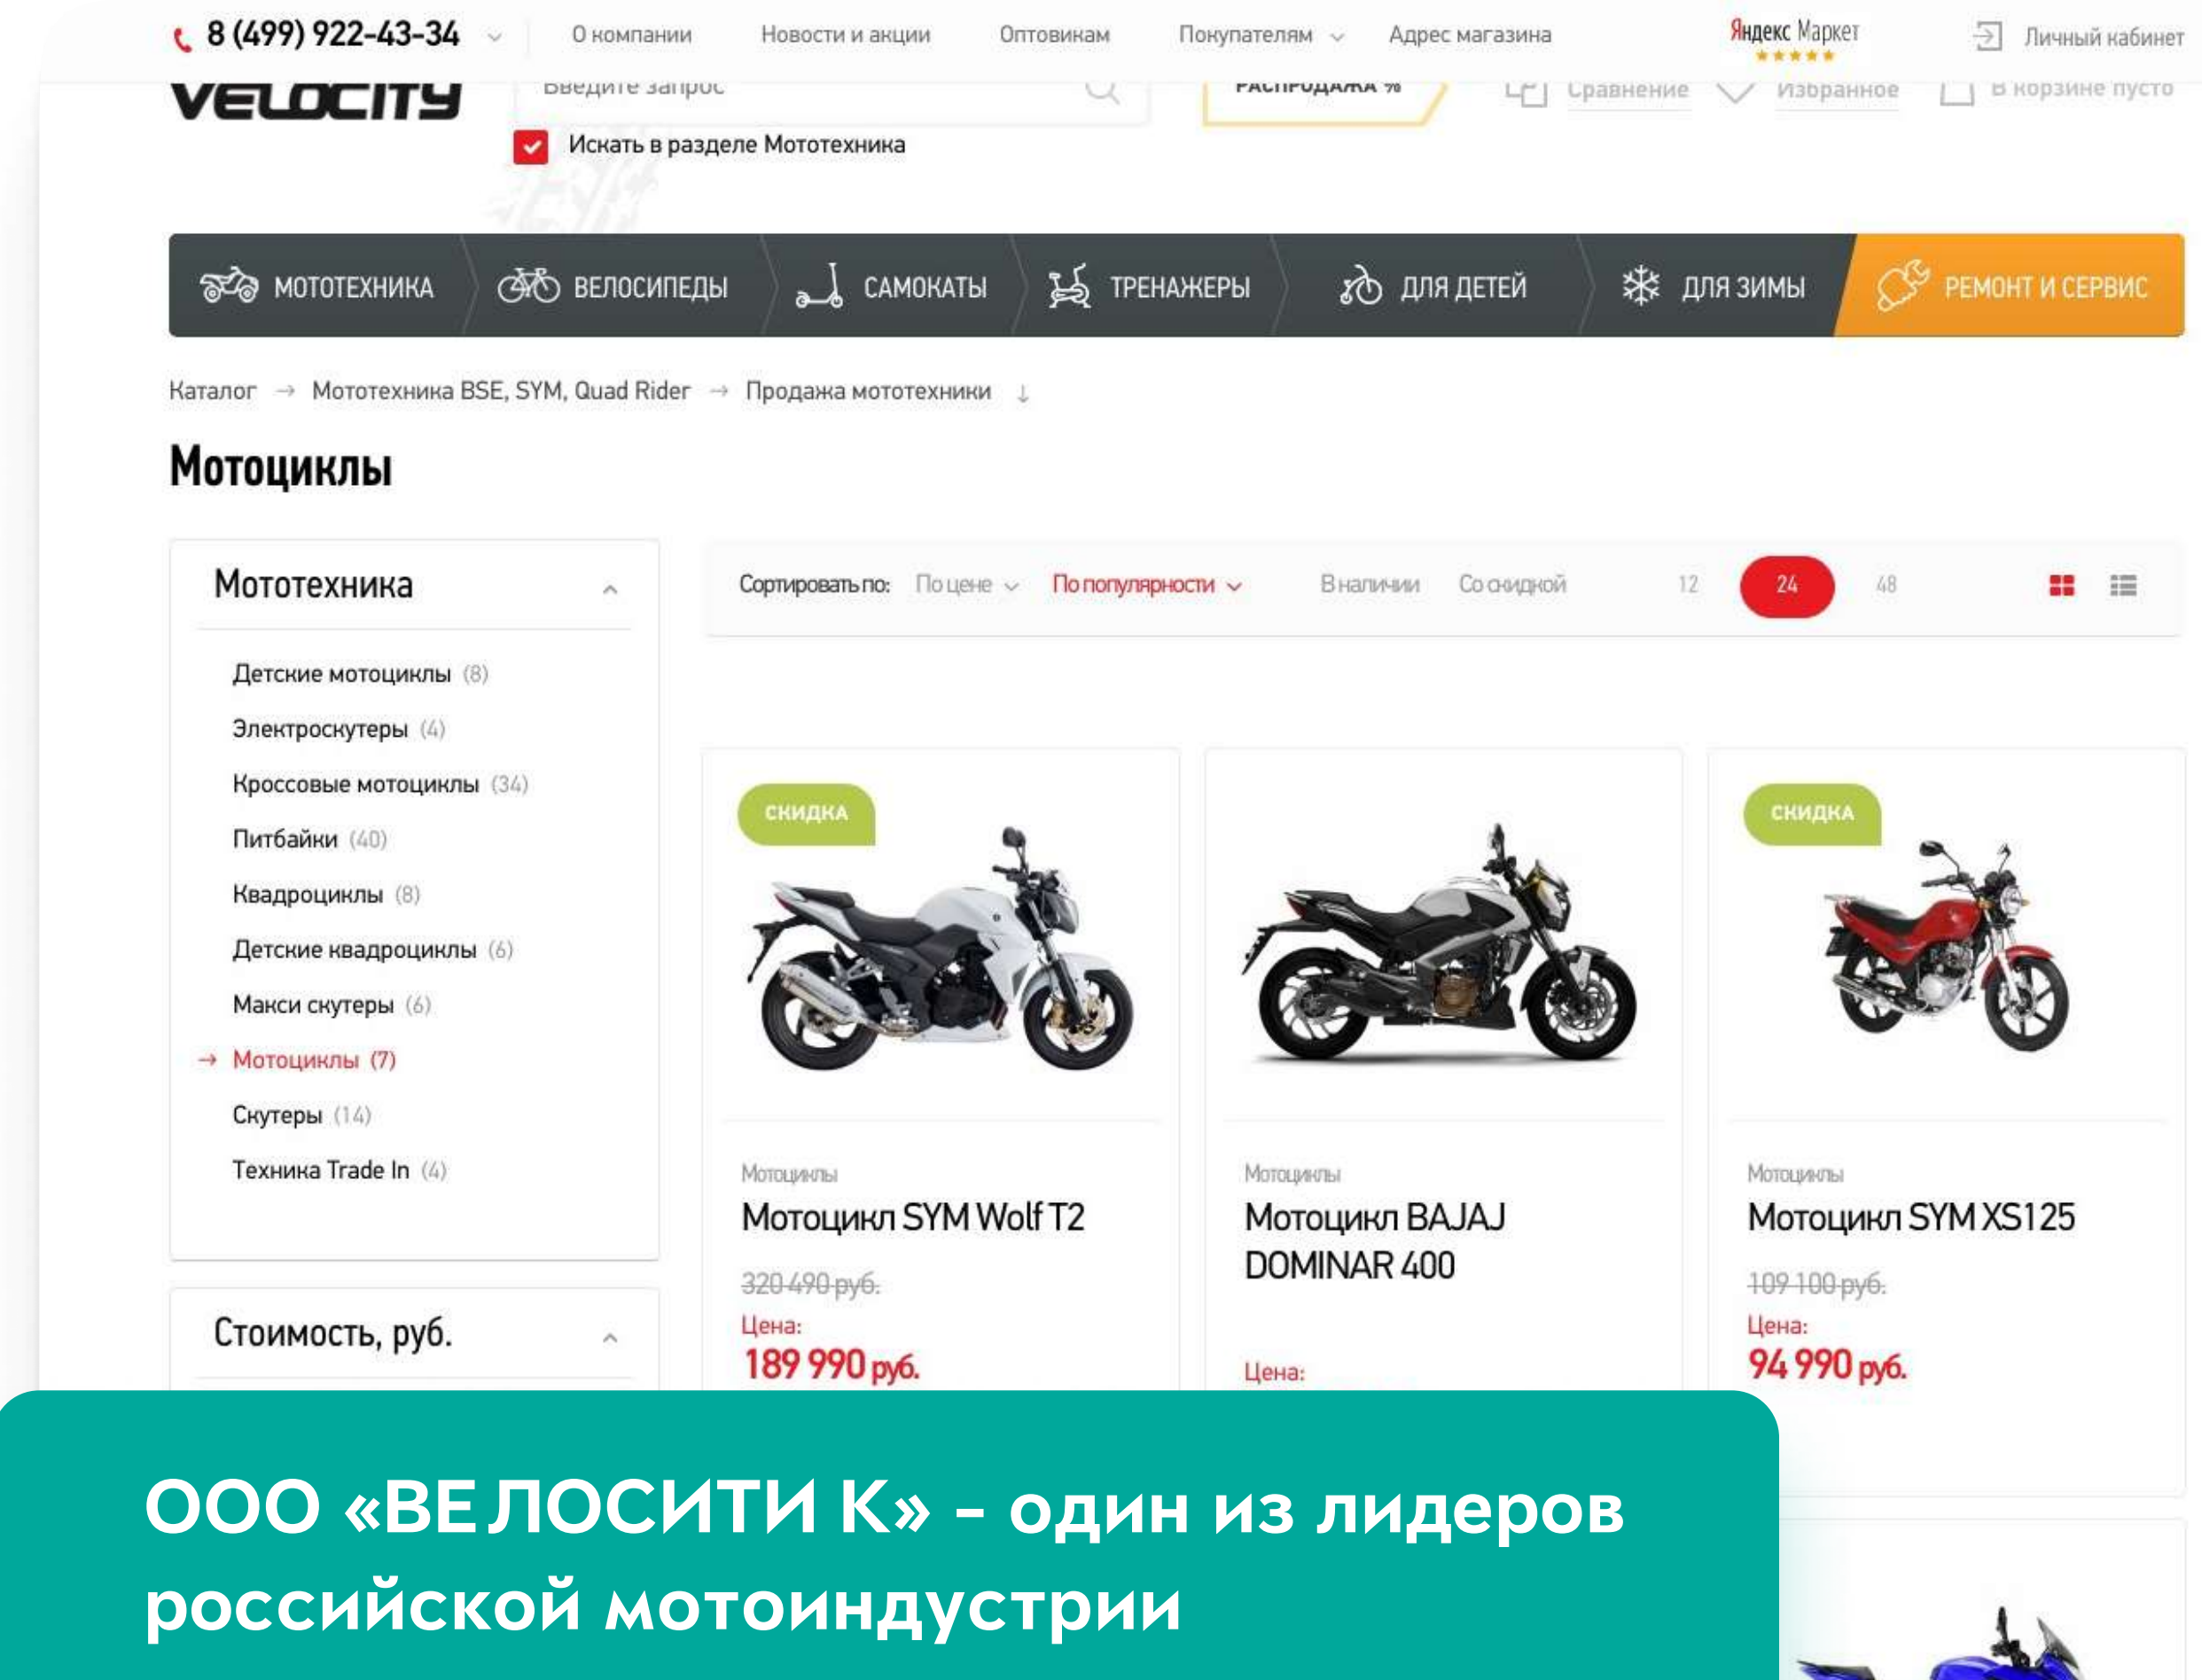 8 (499) 922-43-34 О компании Новости и акции Оптовикам Покупателям Адрес магазина Яндекс Маркет Личный кабинет
VELOCITY Введите запрос РАСПРОДАЖА % Сравнение Избранное В корзине пусто
Искать в разделе Мототехника
МОТОТЕХНИКА ВЕЛОСИПЕДЫ САМОКАТЫ ТРЕНАЖЕРЫ ДЛЯ ДЕТЕЙ ДЛЯ ЗИМЫ РЕМОНТ И СЕРВИС
Каталог → Мототехника BSE, SYM, Quad Rider → Продажа мототехники ↓
Мотоциклы
Мототехника
Детские мотоциклы (8)
Электроскутеры (4)
Кроссовые мотоциклы (34)
Питбайки (40)
Квадроциклы (8)
Детские квадроциклы (6)
Макси скутеры (6)
→ Мотоциклы (7)
Скутеры (14)
Техника Trade In (4)
Стоимость, руб.
Сортировать по: По цене По популярности В наличии Со скидкой 12 24 48
СКИДКА
Мотоциклы
Мотоцикл SYM Wolf T2
320 490 руб.
Цена:
189 990 руб.
Мотоциклы
Мотоцикл BAJAJ
DOMINAR 400
Цена:
СКИДКА
Мотоциклы
Мотоцикл SYM XS125
109 100 руб.
Цена:
94 990 руб.
ООО «ВЕЛОСИТИ К» - один из лидеров
российской мотоиндустрии